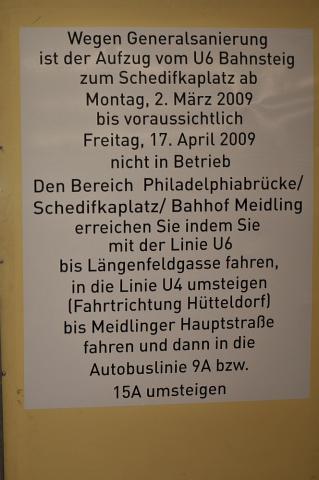 Wegen Generalsanierung
ist der Aufzug vom U6 Bahnsteig
zum Schedifkaplatz ab
Montag, 2. März 2009
bis voraussichtlich
Freitag, 17. April 2009
nicht in Betrieb
Den Bereich Philadelphiabrücke/
Schedifkaplatz/ Bahhof Meidling
erreichen Sie indem Sie
mit der Linie U6
bis Längenfeldgasse fahren,
in die Linie U4 umsteigen
(Fahrtrichtung Hütteldorf)
bis Meidlinger Hauptstraße
fahren und dann in die
Autobuslinie 9A bzw.
15A umsteigen